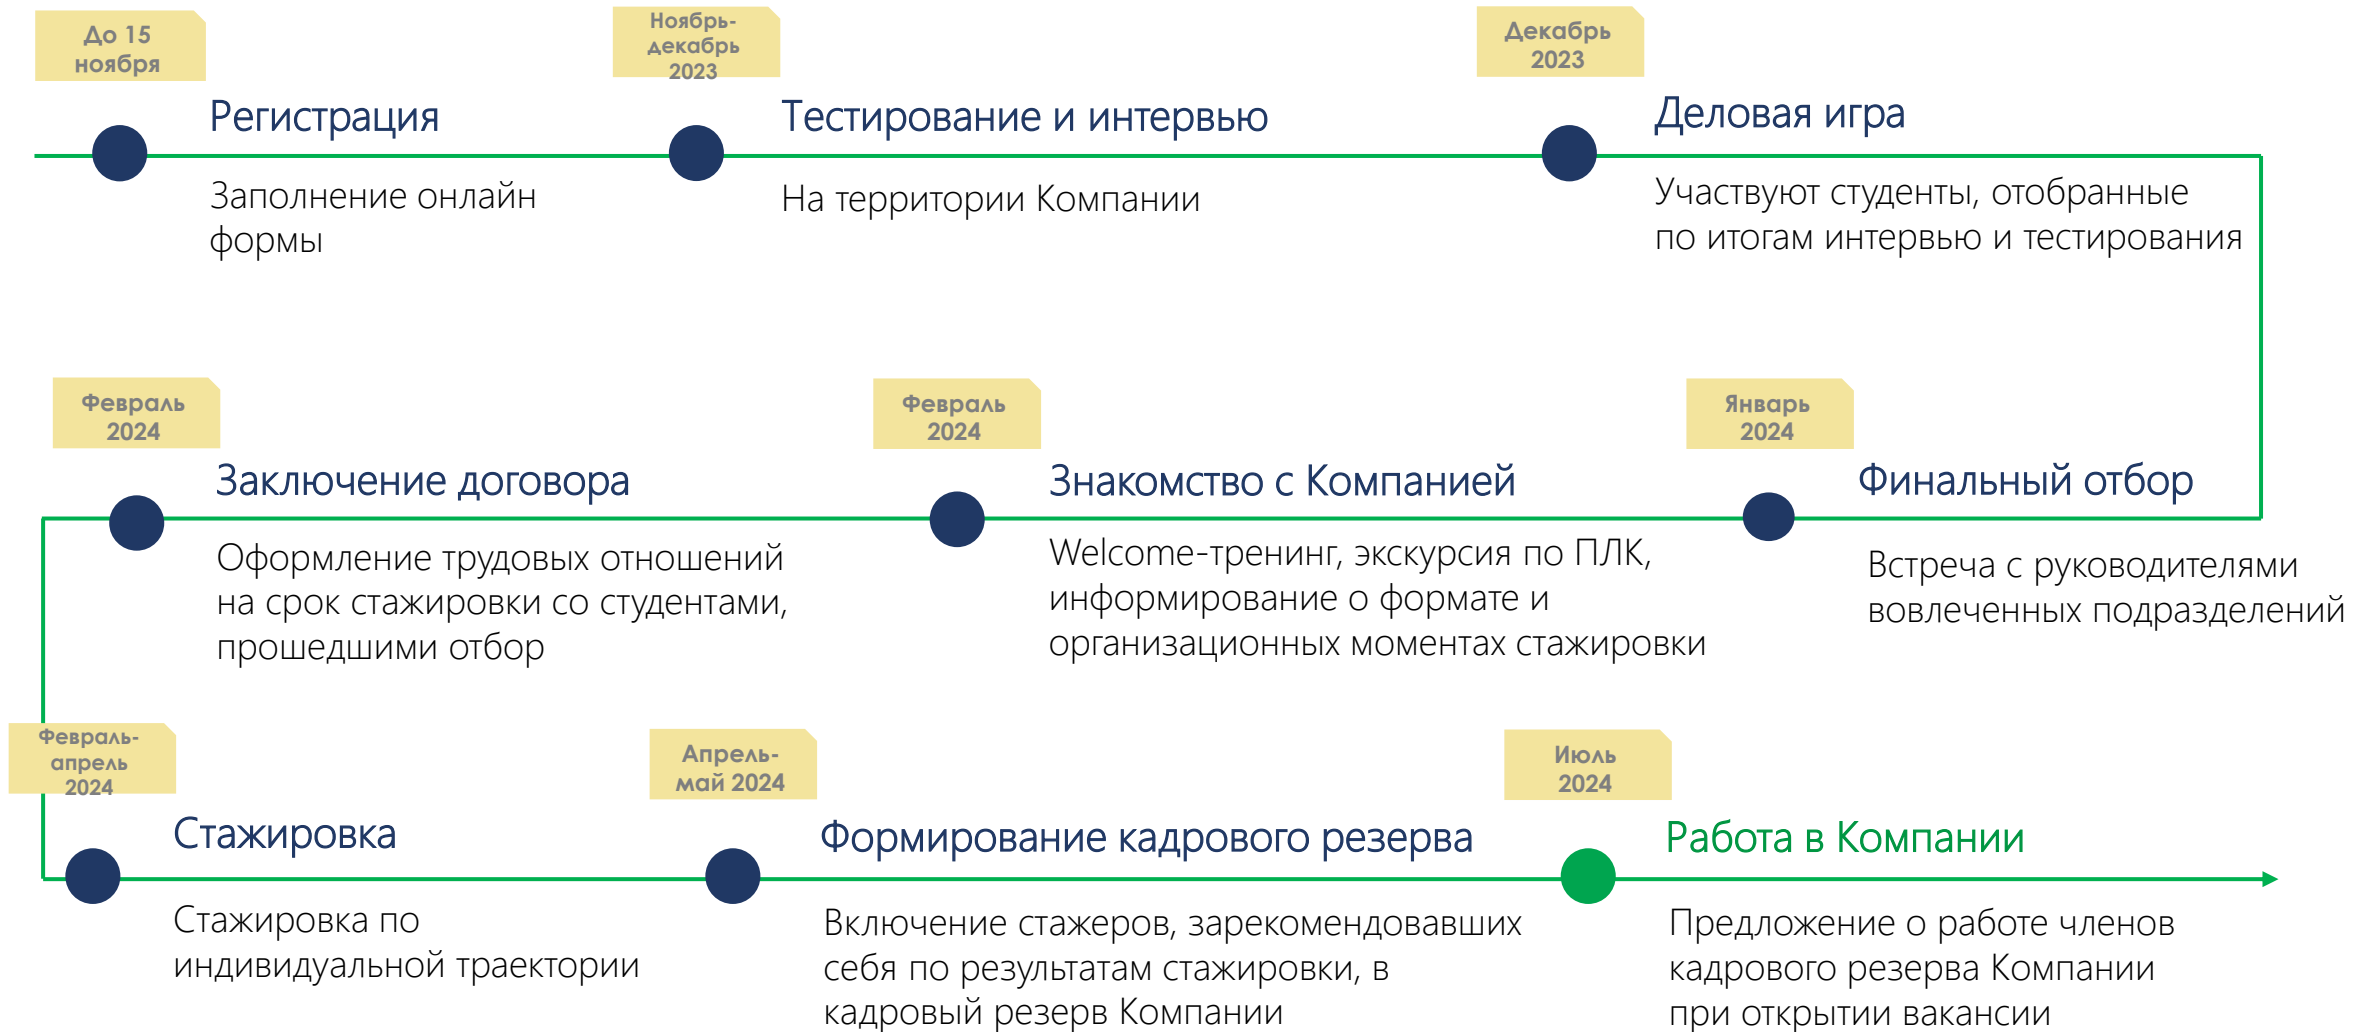 До 15
ноября
Регистрация
Заполнение онлайн
формы
Ноябрь-
декабрь
2023
Тестирование и интервью
На территории Компании
Декабрь
2023
Деловая игра
Участвуют студенты, отобранные
по итогам интервью и тестирования
Февраль
2024
Заключение договора
Оформление трудовых отношений
на срок стажировки со студентами,
прошедшими отбор
Февраль
2024
Знакомство с Компанией
Welcome-тренинг, экскурсия по ПЛК,
информирование о формате и
организационных моментах стажировки
Январь
2024
Финальный отбор
Встреча с руководителями
вовлеченных подразделений
Февраль-
апрель
2024
Стажировка
Стажировка по
индивидуальной траектории
Апрель-
май 2024
Формирование кадрового резерва
Включение стажеров, зарекомендовавших
себя по результатам стажировки, в
кадровый резерв Компании
Июль
2024
Работа в Компании
Предложение о работе членов
кадрового резерва Компании
при открытии вакансии